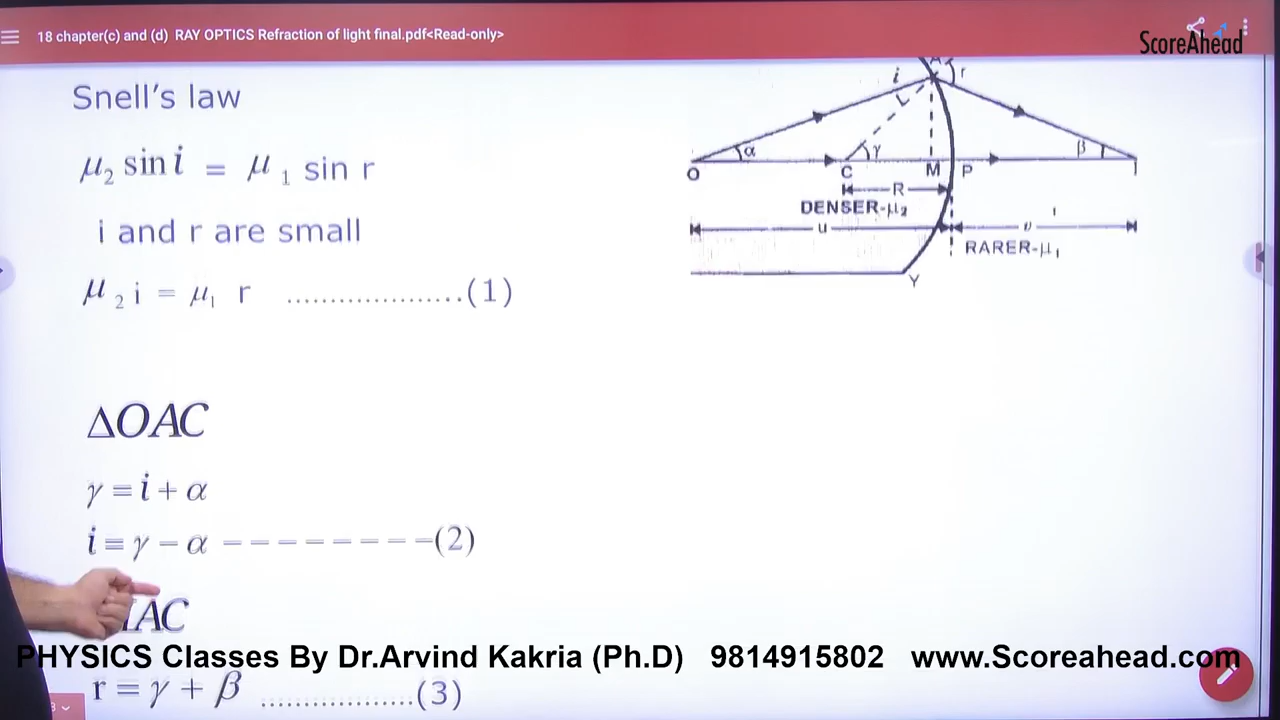 18 chapter(c) and (d) RAY OPTICS Refraction of light final.pdf<Read-only>
ScoreAhead
Snell's law
μ₂ sin i = μ₁ sin r
i and r are small
μ₂ i = μ₁ r ....................(1)
ΔOAC
γ = i + α
i = γ − α − − − − − − − −(2)
AC
r = γ + β ..................(3)
i r
α γ β
O C M P I
R
DENSER-μ₂
u υ
RARER-μ₁
Y
PHYSICS Classes By Dr.Arvind Kakria (Ph.D) 9814915802 www.Scoreahead.com